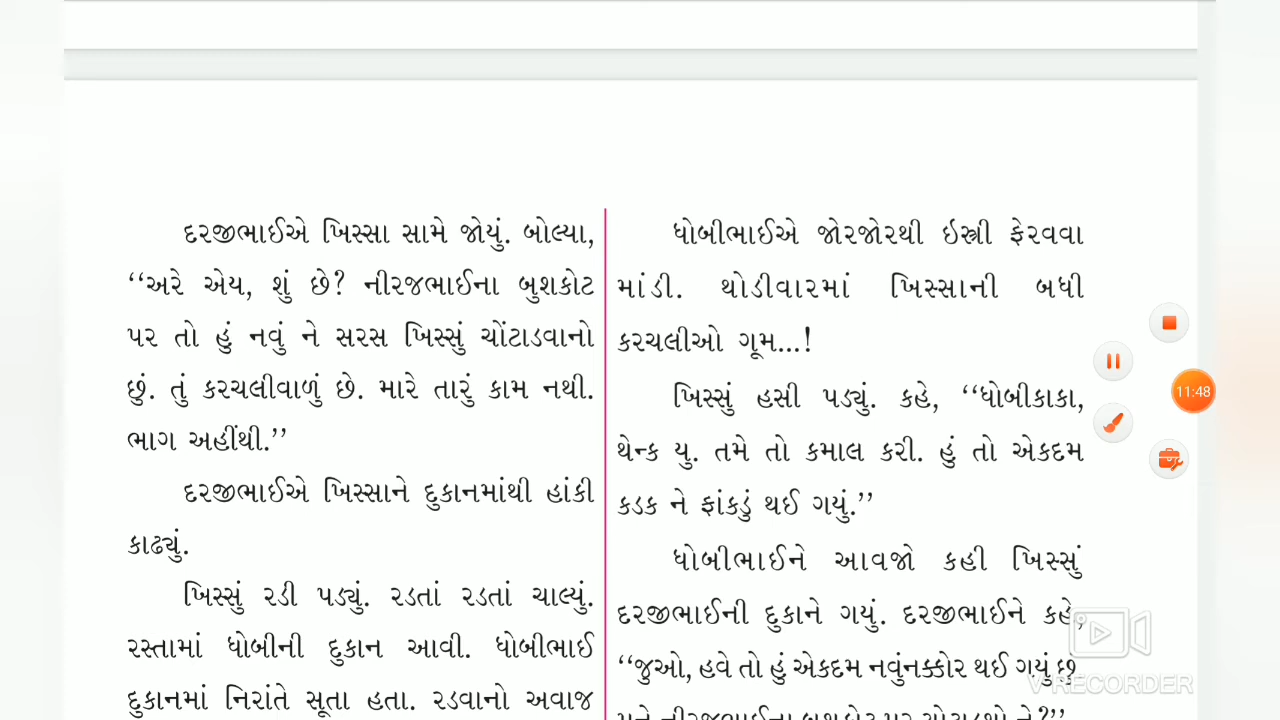 દરજીભાઈએ ખિસ્સા સામે જોયું. બોલ્યા,
“અરે એય, શું છે? નીરજભાઈના બુશકોટ
પર તો હું નવું ને સરસ ખિસ્સું ચોંટાડવાનો
છું. તું કરચલીવાળું છે. મારે તારું કામ નથી.
ભાગ અહીંથી.”
દરજીભાઈએ ખિસ્સાને દુકાનમાંથી હાંકી
કાઢ્યું.
ખિસ્સું રડી પડ્યું. રડતાં રડતાં ચાલ્યું.
રસ્તામાં ધોબીની દુકાન આવી. ધોબીભાઈ
દુકાનમાં નિરાંતે સૂતા હતા. રડવાનો અવાજ
ધોબીભાઈએ જોરજોરથી ઇસ્ત્રી ફેરવવા
માંડી. થોડીવારમાં ખિસ્સાની બધી
કરચલીઓ ગૂમ...!
ખિસ્સું હસી પડ્યું. કહે, “ધોબીકાકા,
થેન્ક યુ. તમે તો કમાલ કરી. હું તો એકદમ
કડક ને ફાંકડું થઈ ગયું.”
ધોબીભાઈને આવજો કહી ખિસ્સું
દરજીભાઈની દુકાને ગયું. દરજીભાઈને કહે,
“જુઓ, હવે તો હું એકદમ નવુંનક્કોર થઈ ગયું છું
11:48
V RECORDER